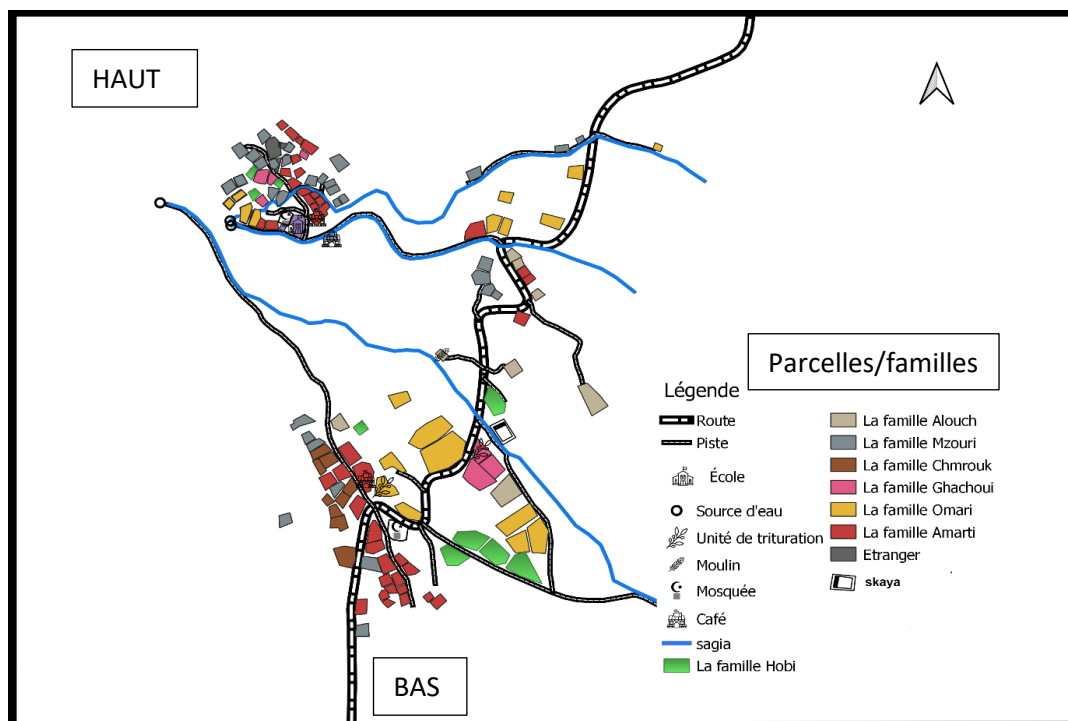 HAUT
Parcelles/familles
Légende
Route
Piste
École
Source d'eau
Unité de trituration
Moulin
Mosquée
Café
sagia
La famille Hobi
La famille Alouch
La famille Mzouri
La famille Chmrouk
La famille Ghachoui
La famille Omari
La famille Amarti
Etranger
skaya
BAS